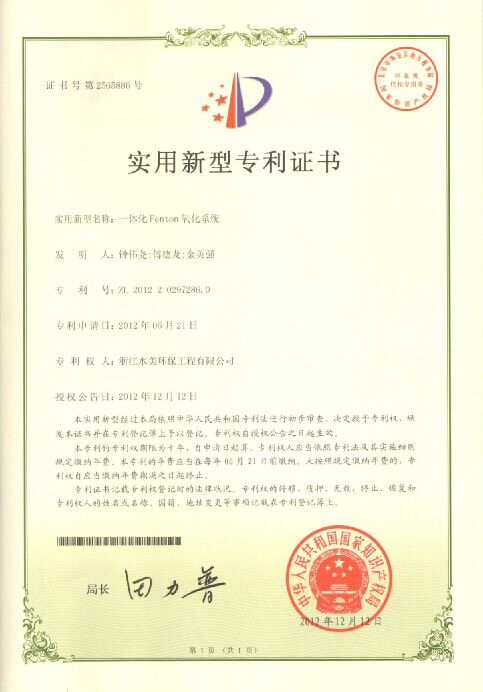 证书号第2565886号
印花税
代扣专用章
实用新型专利证书
实用新型名称：一体化Fenton氧化系统
发明人：钟伟尧;傅德龙;金英强
专利号：ZL 2012 2 0297286.0
专利申请日：2012年06月21日
专利权人：浙江水美环保工程有限公司
授权公告日：2012年12月12日
本实用新型经过本局依照中华人民共和国专利法进行初步审查，决定授予专利权，颁
发本证书并在专利登记簿上予以登记。专利权自授权公告之日起生效。
本专利的专利权期限为十年，自申请日起算。专利权人应当依照专利法及其实施细则
规定缴纳年费。本专利的年费应当在每年06月21日前缴纳。未按照规定缴纳年费的，专
利权自应当缴纳年费期满之日起终止。
专利证书记载专利权登记时的法律状况。专利权的转移、质押、无效、终止、恢复和
专利权人的姓名或名称、国籍、地址变更等事项记载在专利登记簿上。
局长 田力普
中华人民共和国国家知识产权局
2012年12月12日
第1页（共1页）